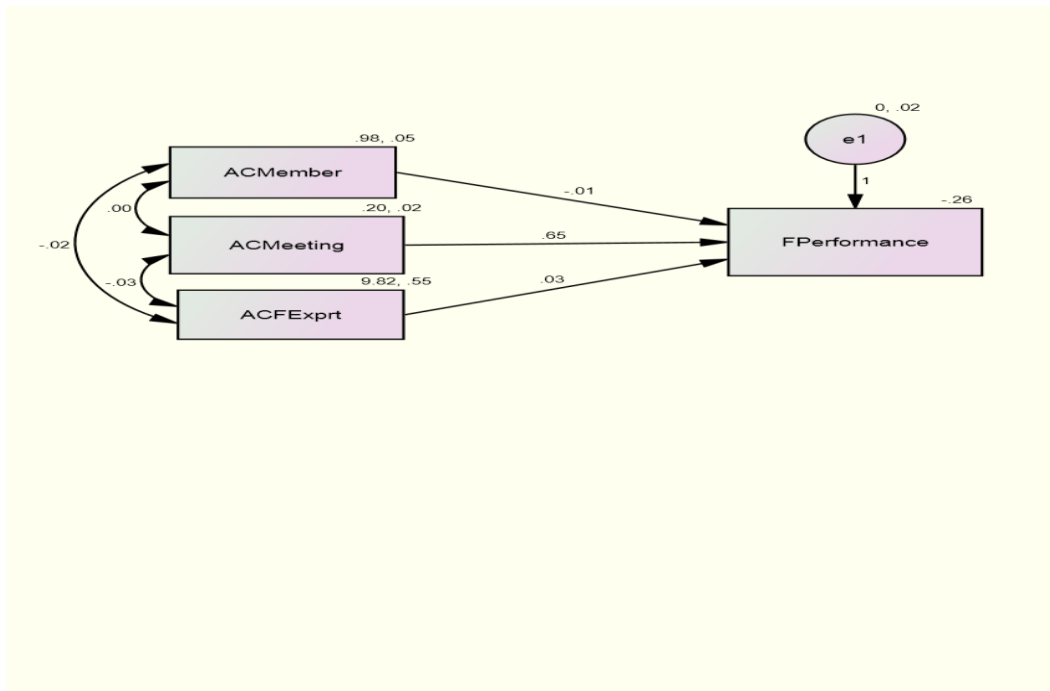 0, .02
e1
1
.98, .05
ACMember
-.01
-.26
.00
.20, .02
ACMeeting
.65
FPerformance
-.02
-.03
9.82, .55
.03
ACFExprt